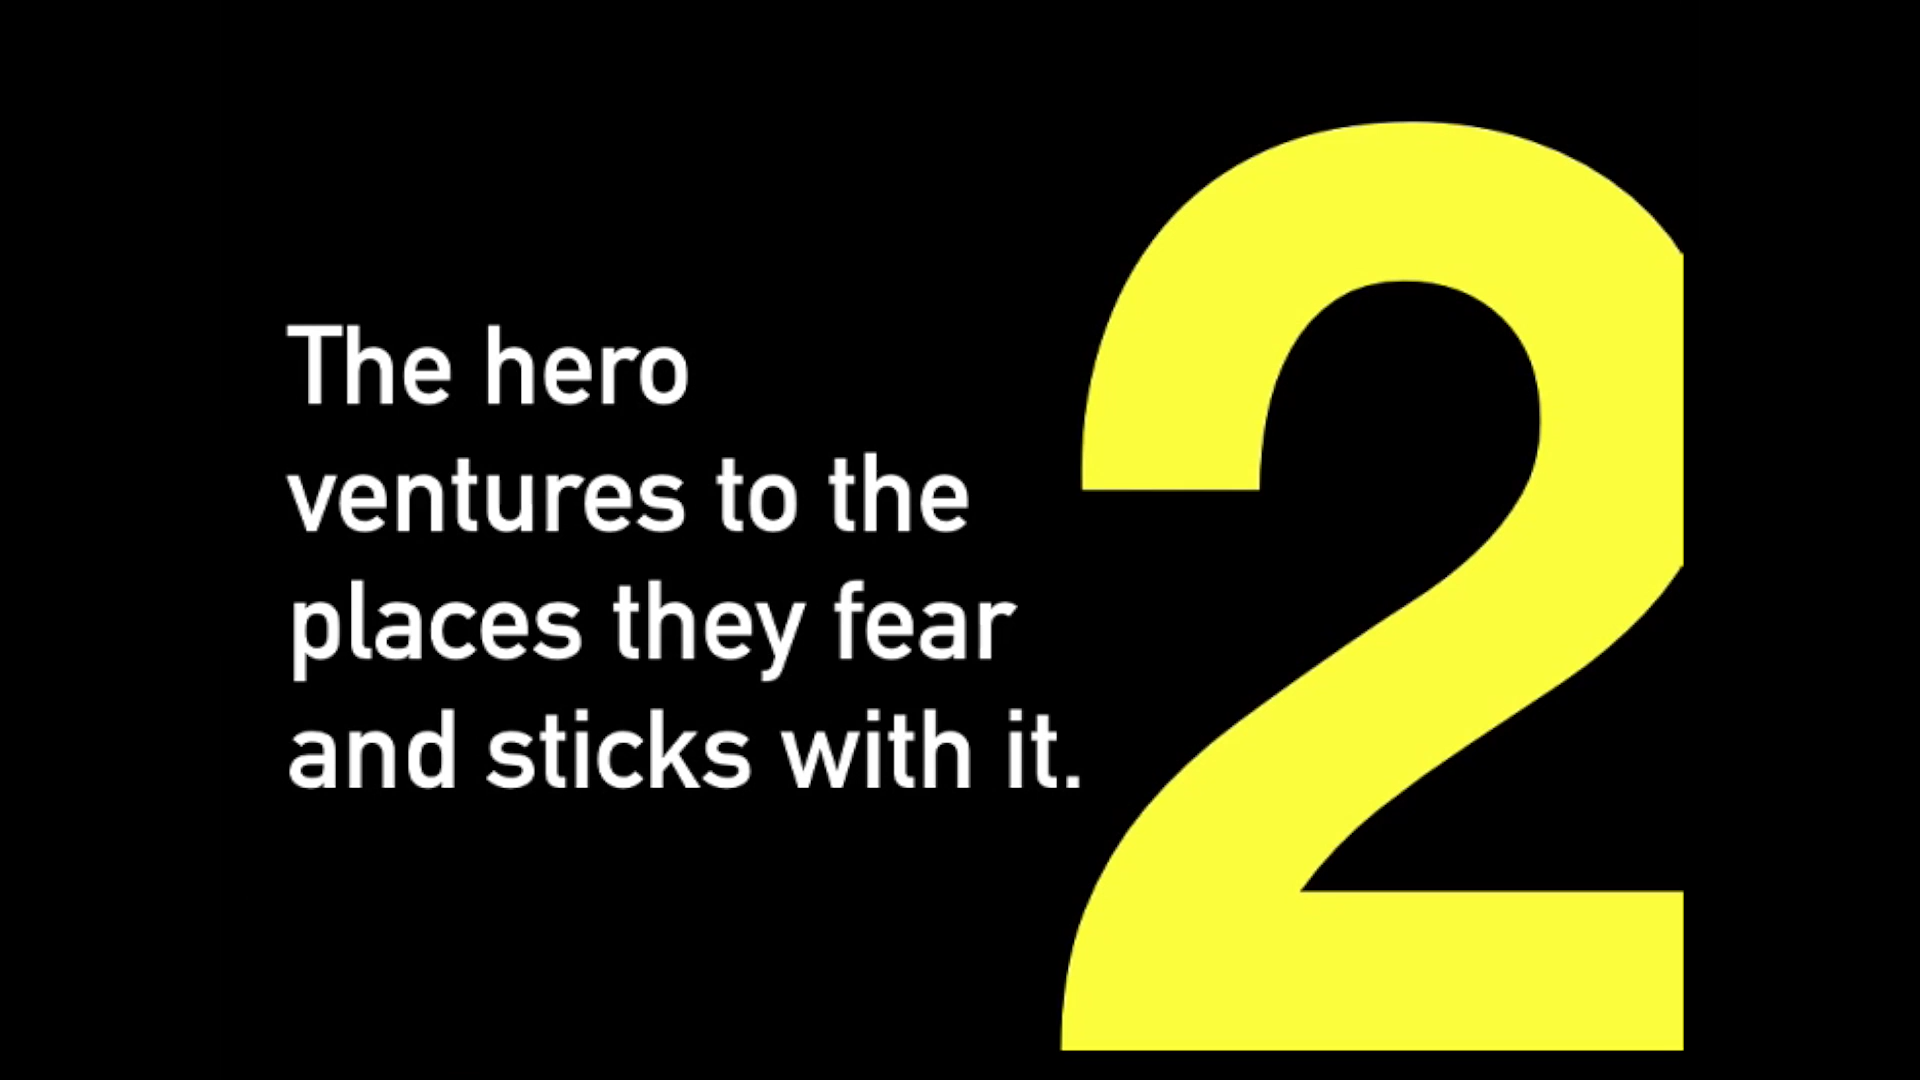 The hero
ventures to the
places they fear
and sticks with it.
2